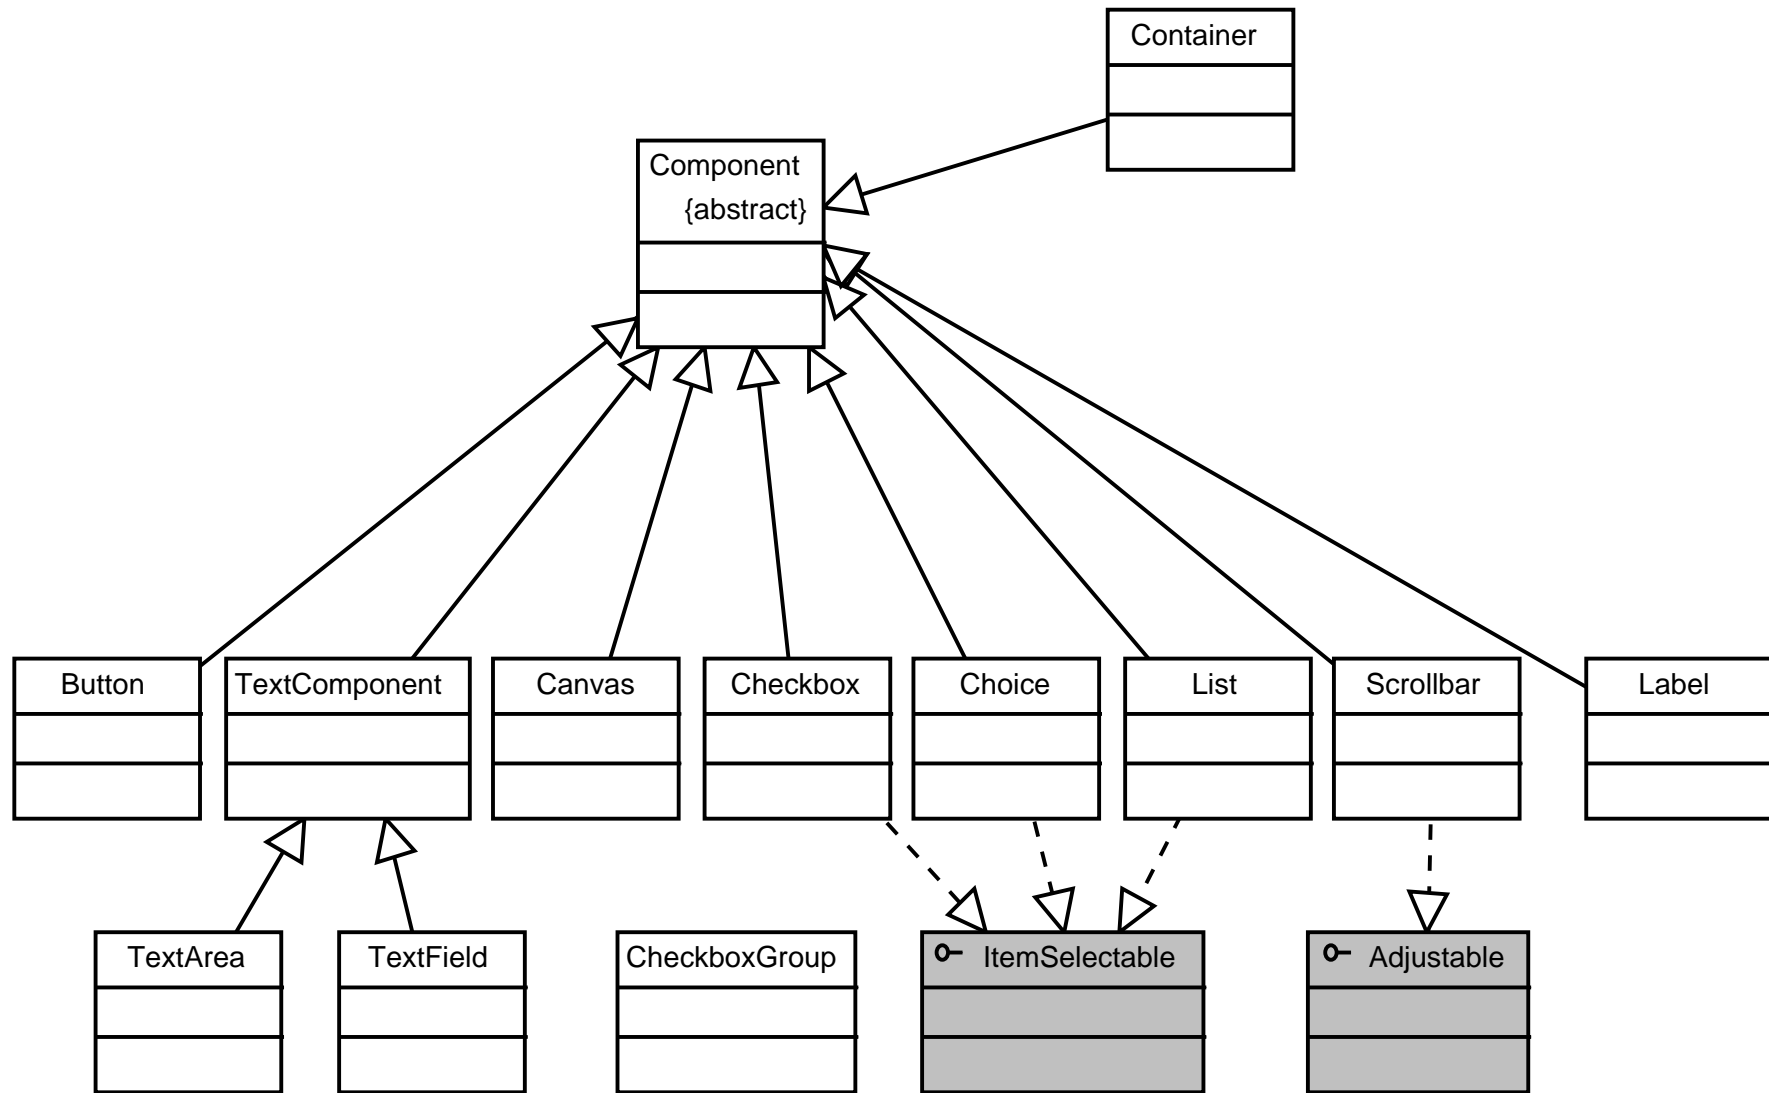 Container
Component
{abstract}
Button
TextComponent
Canvas
Checkbox
Choice
List
Scrollbar
Label
TextArea
TextField
CheckboxGroup
ItemSelectable
Adjustable